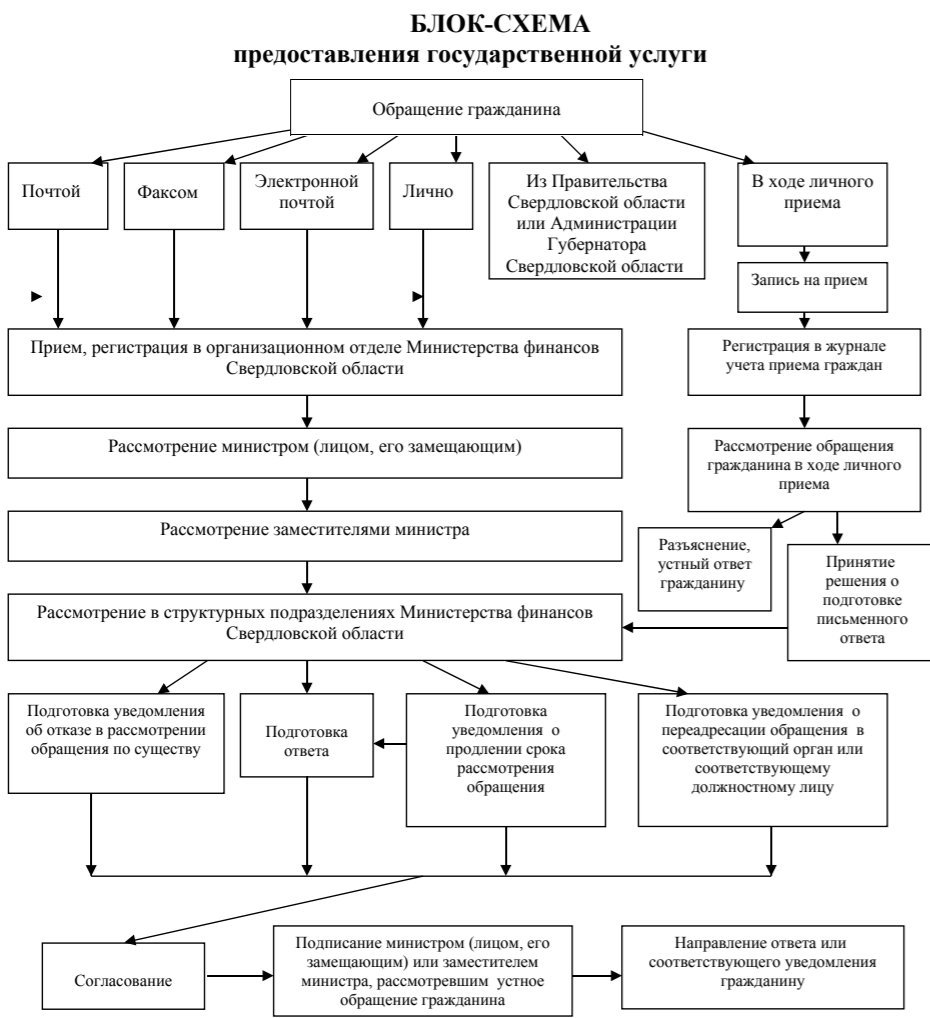 БЛОК-СХЕМА
предоставления государственной услуги
Обращение гражданина
Почтой
Факсом
Электронной
почтой
Лично
Из Правительства
Свердловской области
или Администрации
Губернатора
Свердловской области
В ходе личного
приема
Запись на прием
Прием, регистрация в организационном отделе Министерства финансов
Свердловской области
Регистрация в журнале
учета приема граждан
Рассмотрение министром (лицом, его замещающим)
Рассмотрение обращения
гражданина в ходе личного
приема
Рассмотрение заместителями министра
Разъяснение,
устный ответ
гражданину
Принятие
решения о
подготовке
письменного
ответа
Рассмотрение в структурных подразделениях Министерства финансов
Свердловской области
Подготовка уведомления
об отказе в рассмотрении
обращения по существу
Подготовка
ответа
Подготовка
уведомления о
продлении срока
рассмотрения
обращения
Подготовка уведомления о
переадресации обращения в
соответствующий орган или
соответствующему
должностному лицу
Согласование
Подписание министром (лицом, его
замещающим) или заместителем
министра, рассмотревшим устное
обращение гражданина
Направление ответа или
соответствующего уведомления
гражданину